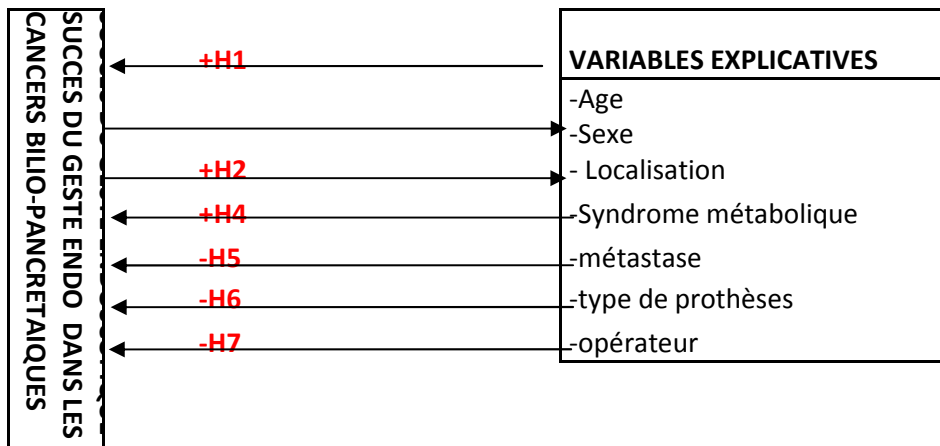 SUCCES DU GESTE ENDO DANS LES
CANCERS BILIO-PANCRETAIQUES
+H1
+H2
+H4
-H5
-H6
-H7
VARIABLES EXPLICATIVES
-Age
-Sexe
- Localisation
-Syndrome métabolique
-métastase
-type de prothèses
-opérateur